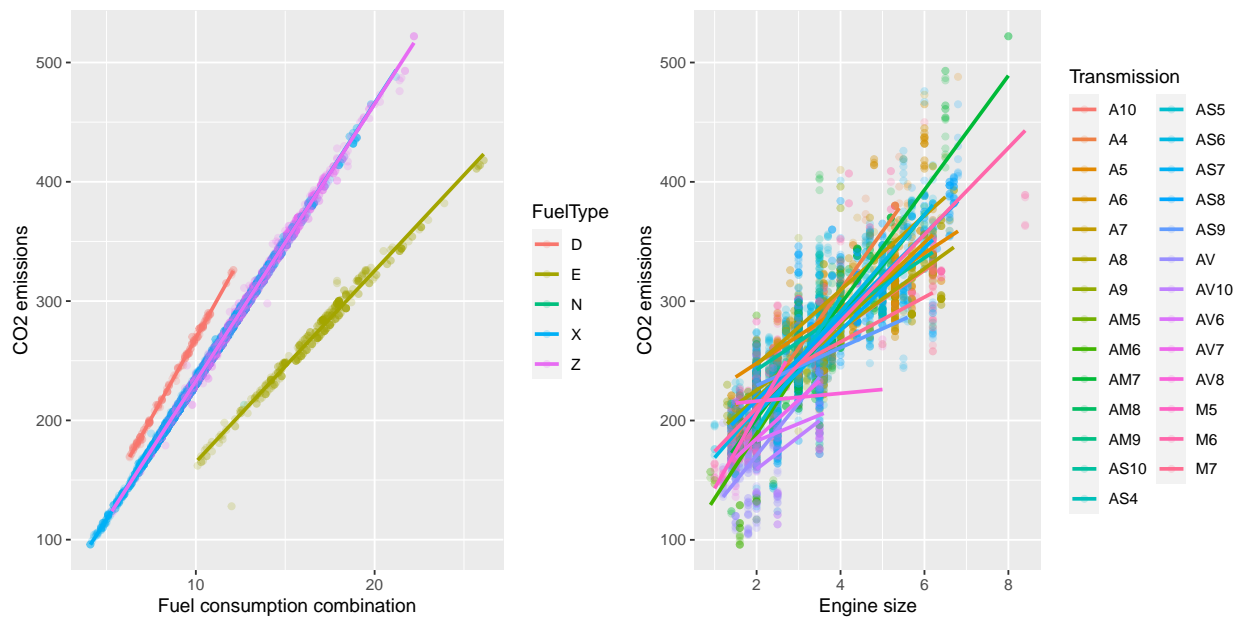 500
400
300
200
100
CO2 emissions
10
20
Fuel consumption combination
FuelType
D
E
N
X
Z
500
400
300
200
100
CO2 emissions
2
4
6
8
Engine size
Transmission
A10
A4
A5
A6
A7
A8
A9
AM5
AM6
AM7
AM8
AM9
AS10
AS4
AS5
AS6
AS7
AS8
AS9
AV
AV10
AV6
AV7
AV8
M5
M6
M7